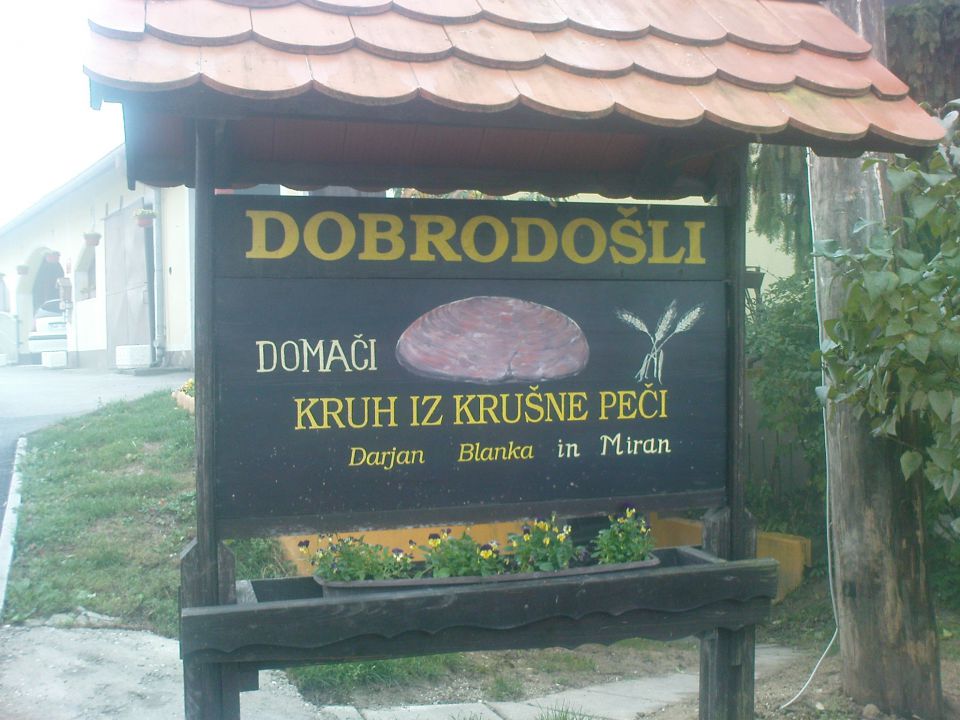 DOBRODOŠLI
DOMAČI
KRUH IZ KRUŠNE PEČI
Darjan Blanka in Miran